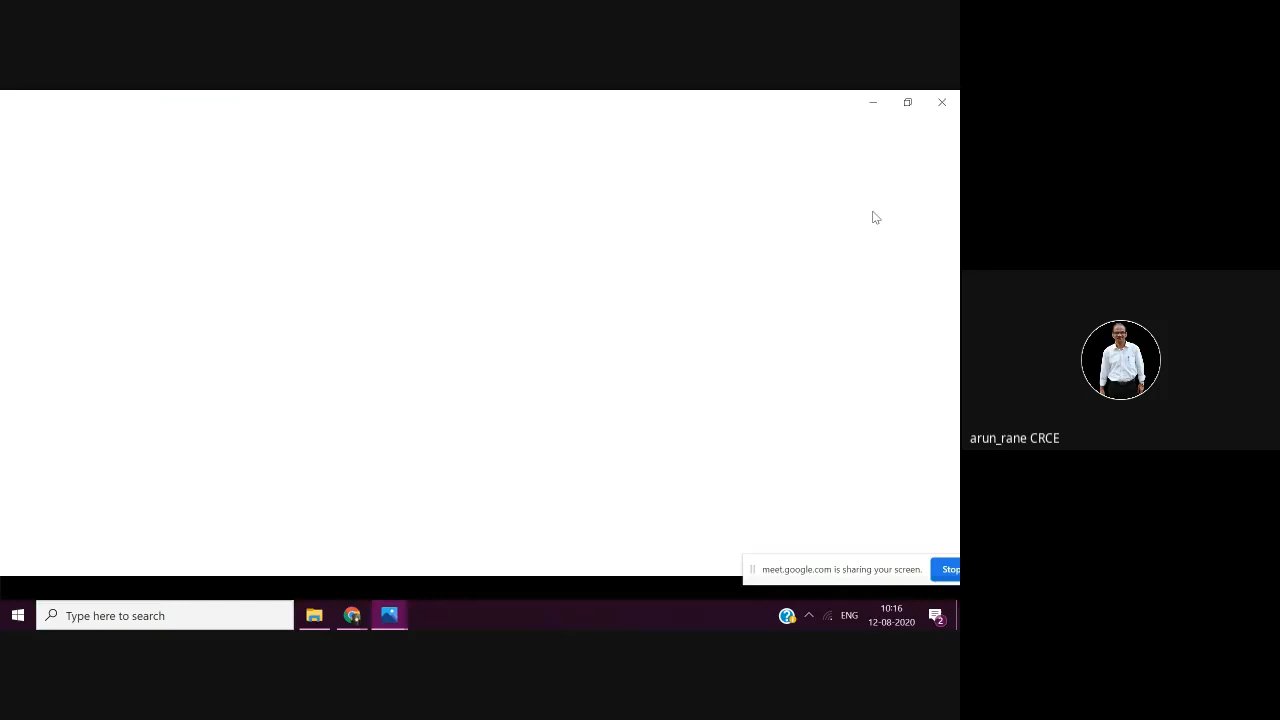 meet.google.com is sharing your screen.
Stop
Type here to search
ENG
10:16
12-08-2020
2
arun_rane CRCE